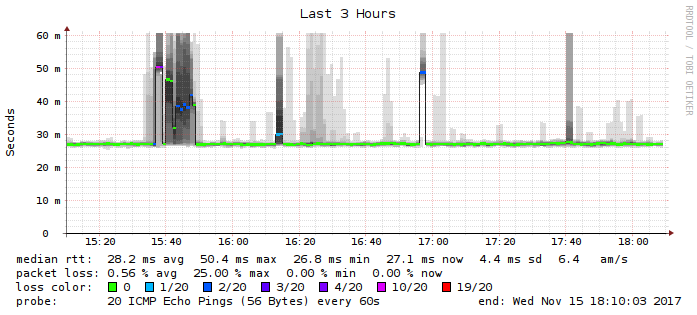 Last 3 Hours
RRDTOOL / TOBI OETIKER
Seconds
60 m
50 m
40 m
30 m
20 m
10 m
0
15:20 15:40 16:00 16:20 16:40 17:00 17:20 17:40 18:00
median rtt: 28.2 ms avg 50.4 ms max 26.8 ms min 27.1 ms now 4.4 ms sd 6.4 am/s
packet loss: 0.56 % avg 25.00 % max 0.00 % min 0.00 % now
loss color: 0 1/20 2/20 3/20 4/20 10/20 19/20
probe: 20 ICMP Echo Pings (56 Bytes) every 60s end: Wed Nov 15 18:10:03 2017